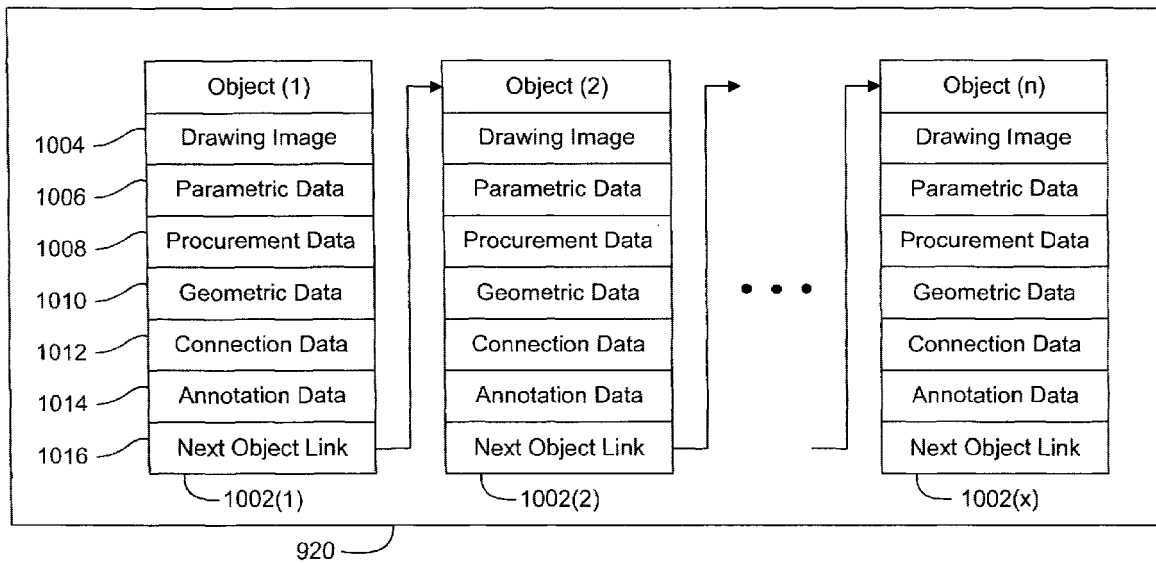 Object (1) Object (2) Object (n)
1004 Drawing Image Drawing Image Drawing Image
1006 Parametric Data Parametric Data Parametric Data
1008 Procurement Data Procurement Data Procurement Data
1010 Geometric Data Geometric Data • • • Geometric Data
1012 Connection Data Connection Data Connection Data
1014 Annotation Data Annotation Data Annotation Data
1016 Next Object Link Next Object Link Next Object Link
1002(1) 1002(2) 1002(x)
920